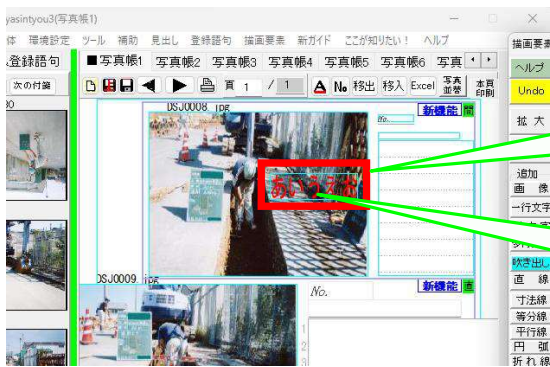 yasintyou3(写真帳1)
体 環境設定 ツール 補助 見出し 登録語句 描画要素 新ガイド ここが知りたい! ヘルプ
登録語句 ■写真帳1 写真帳2 写真帳3 写真帳4 写真帳5 写真帳6 写真
次の付箋 頁 1 / 1 A No 移出 移入 Excel 写真並替 本頁印刷
描画要素
ヘルプ
Undo
拡 大
追加
画 像
一行文字
吹き出し
直 線
寸法線
等分線
平行線
円 弧
折れ線
DSJ0008.jpg
新機能 間
No.
あいうえお
DSJ0009.jpg
No.
新機能 直
1
2
3